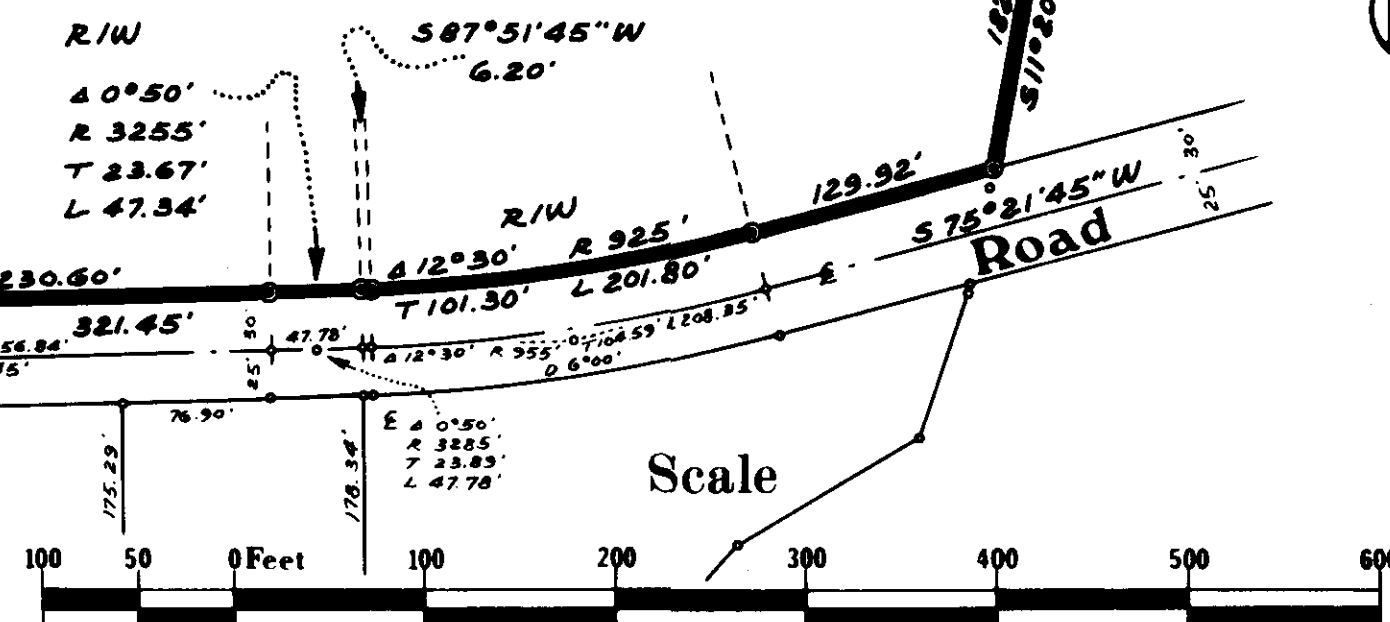 R/W
Δ 0°50'
R 3255'
T 23.67'
L 47.34'
S 87°51'45" W
6.20'
S 11° 20
230.60'
321.45'
R/W
Δ 12°30' R 925'
T 101.30' L 201.80'
129.92'
S 75°21'45" W
Road
30'
25'
56.84'
30'
25'
47.78'
Δ 12°30' R 955' T 104.59' L 208.35'
D 6°00'
℄
76.90'
175.29'
178.34'
℄ Δ 0°50'
R 3285'
T 23.89'
L 47.78'
Scale
100 50 0 Feet 100 200 300 400 500 600